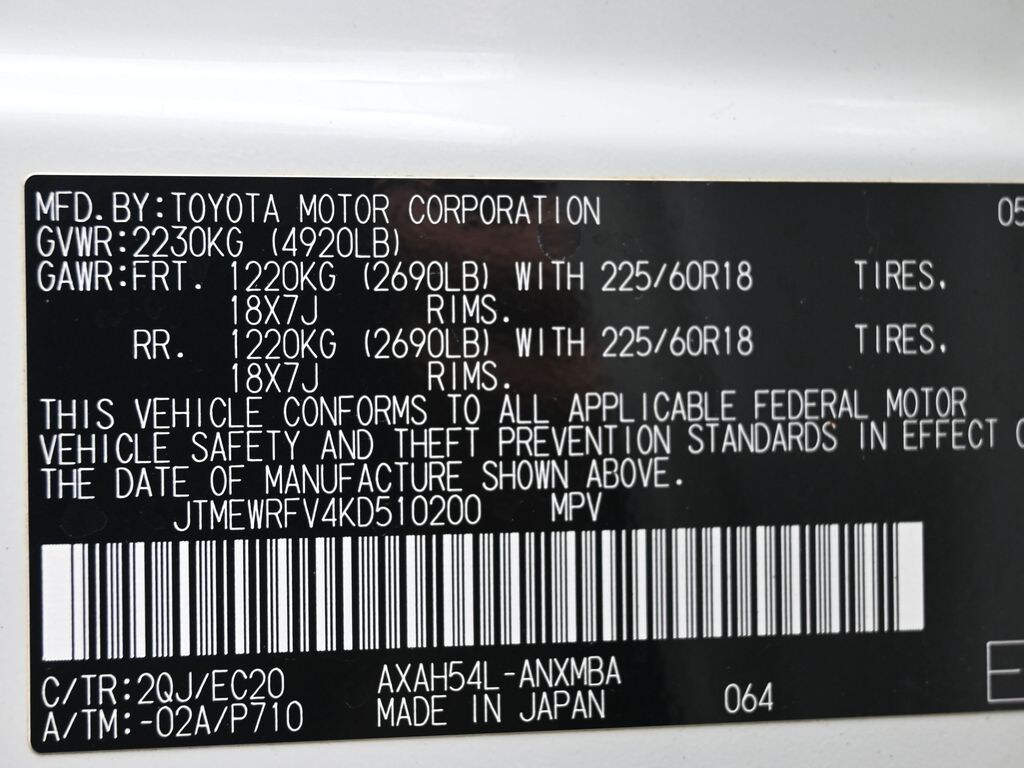 MFD.BY:TOYOTA MOTOR CORPORATION 05
GVWR:2230KG (4920LB)
GAWR:FRT. 1220KG (2690LB) WITH 225/60R18 TIRES.
18X7J RIMS.
RR. 1220KG (2690LB) WITH 225/60R18 TIRES.
18X7J RIMS.
THIS VEHICLE CONFORMS TO ALL APPLICABLE FEDERAL MOTOR
VEHICLE SAFETY AND THEFT PREVENTION STANDARDS IN EFFECT
THE DATE OF MANUFACTURE SHOWN ABOVE.
JTMEWRFV4KD510200 MPV
C/TR:2QJ/EC20 AXAH54L-ANXMBA 064
A/TM:-02A/P710 MADE IN JAPAN